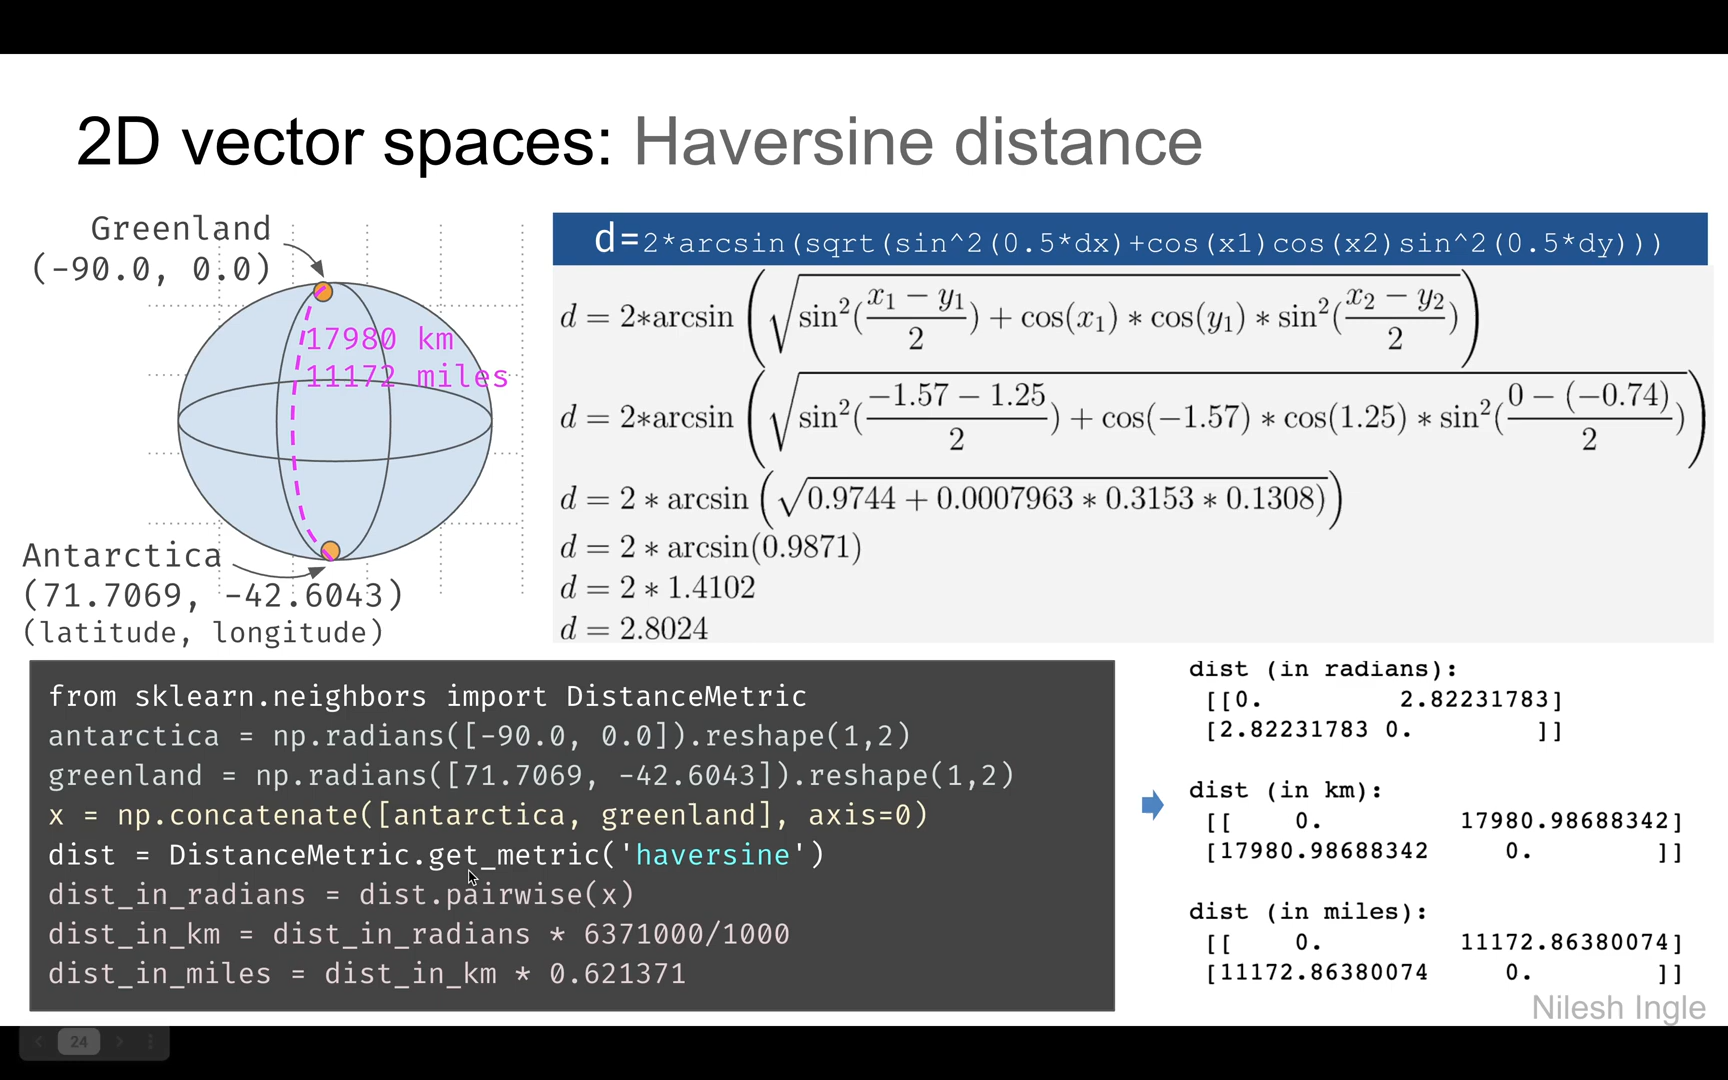 2D vector spaces: Haversine distance
Greenland
(-90.0, 0.0)
17980 km
11172 miles
Antarctica
(71.7069, -42.6043)
(latitude, longitude)
d=2*arcsin(sqrt(sin^2(0.5*dx)+cos(x1)cos(x2)sin^2(0.5*dy)))
d = 2*arcsin(√(sin²((x₁ − y₁)/2) + cos(x₁) * cos(y₁) * sin²((x₂ − y₂)/2)))
d = 2*arcsin(√(sin²((−1.57 − 1.25)/2) + cos(−1.57) * cos(1.25) * sin²((0 − (−0.74))/2)))
d = 2 * arcsin(√(0.9744 + 0.0007963 * 0.3153 * 0.1308))
d = 2 * arcsin(0.9871)
d = 2 * 1.4102
d = 2.8024
from sklearn.neighbors import DistanceMetric
antarctica = np.radians([-90.0, 0.0]).reshape(1,2)
greenland = np.radians([71.7069, -42.6043]).reshape(1,2)
x = np.concatenate([antarctica, greenland], axis=0)
dist = DistanceMetric.get_metric('haversine')
dist_in_radians = dist.pairwise(x)
dist_in_km = dist_in_radians * 6371000/1000
dist_in_miles = dist_in_km * 0.621371
dist (in radians):
[[0. 2.82231783]
[2.82231783 0. ]]
dist (in km):
[[ 0. 17980.98688342]
[17980.98688342 0. ]]
dist (in miles):
[[ 0. 11172.86380074]
[11172.86380074 0. ]]
Nilesh Ingle
24